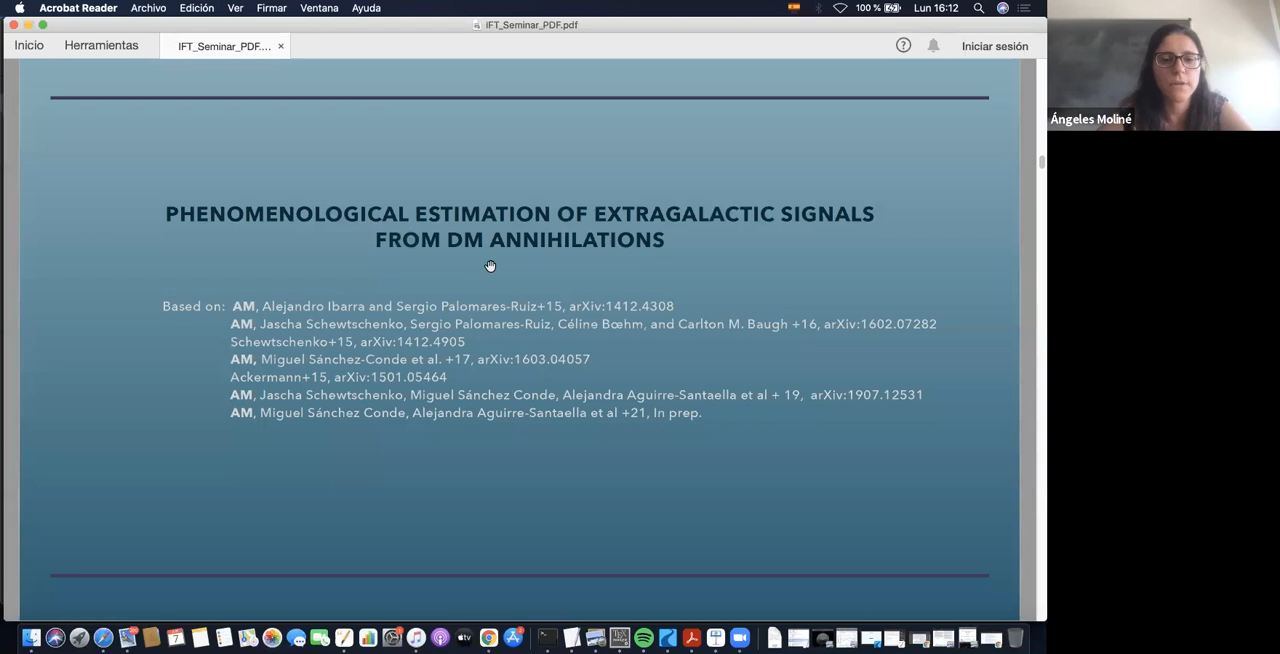 Acrobat Reader Archivo Edición Ver Firmar Ventana Ayuda 100 % Lun 16:12
IFT_Seminar_PDF.pdf
Inicio Herramientas IFT_Seminar_PDF.... × ? Iniciar sesión
Ángeles Moliné
PHENOMENOLOGICAL ESTIMATION OF EXTRAGALACTIC SIGNALS
FROM DM ANNIHILATIONS
Based on: AM, Alejandro Ibarra and Sergio Palomares-Ruiz+15, arXiv:1412.4308
AM, Jascha Schewtschenko, Sergio Palomares-Ruiz, Céline Bœhm, and Carlton M. Baugh +16, arXiv:1602.07282
Schewtschenko+15, arXiv:1412.4905
AM, Miguel Sánchez-Conde et al. +17, arXiv:1603.04057
Ackermann+15, arXiv:1501.05464
AM, Jascha Schewtschenko, Miguel Sánchez Conde, Alejandra Aguirre-Santaella et al + 19, arXiv:1907.12531
AM, Miguel Sánchez Conde, Alejandra Aguirre-Santaella et al +21, In prep.
7
tv